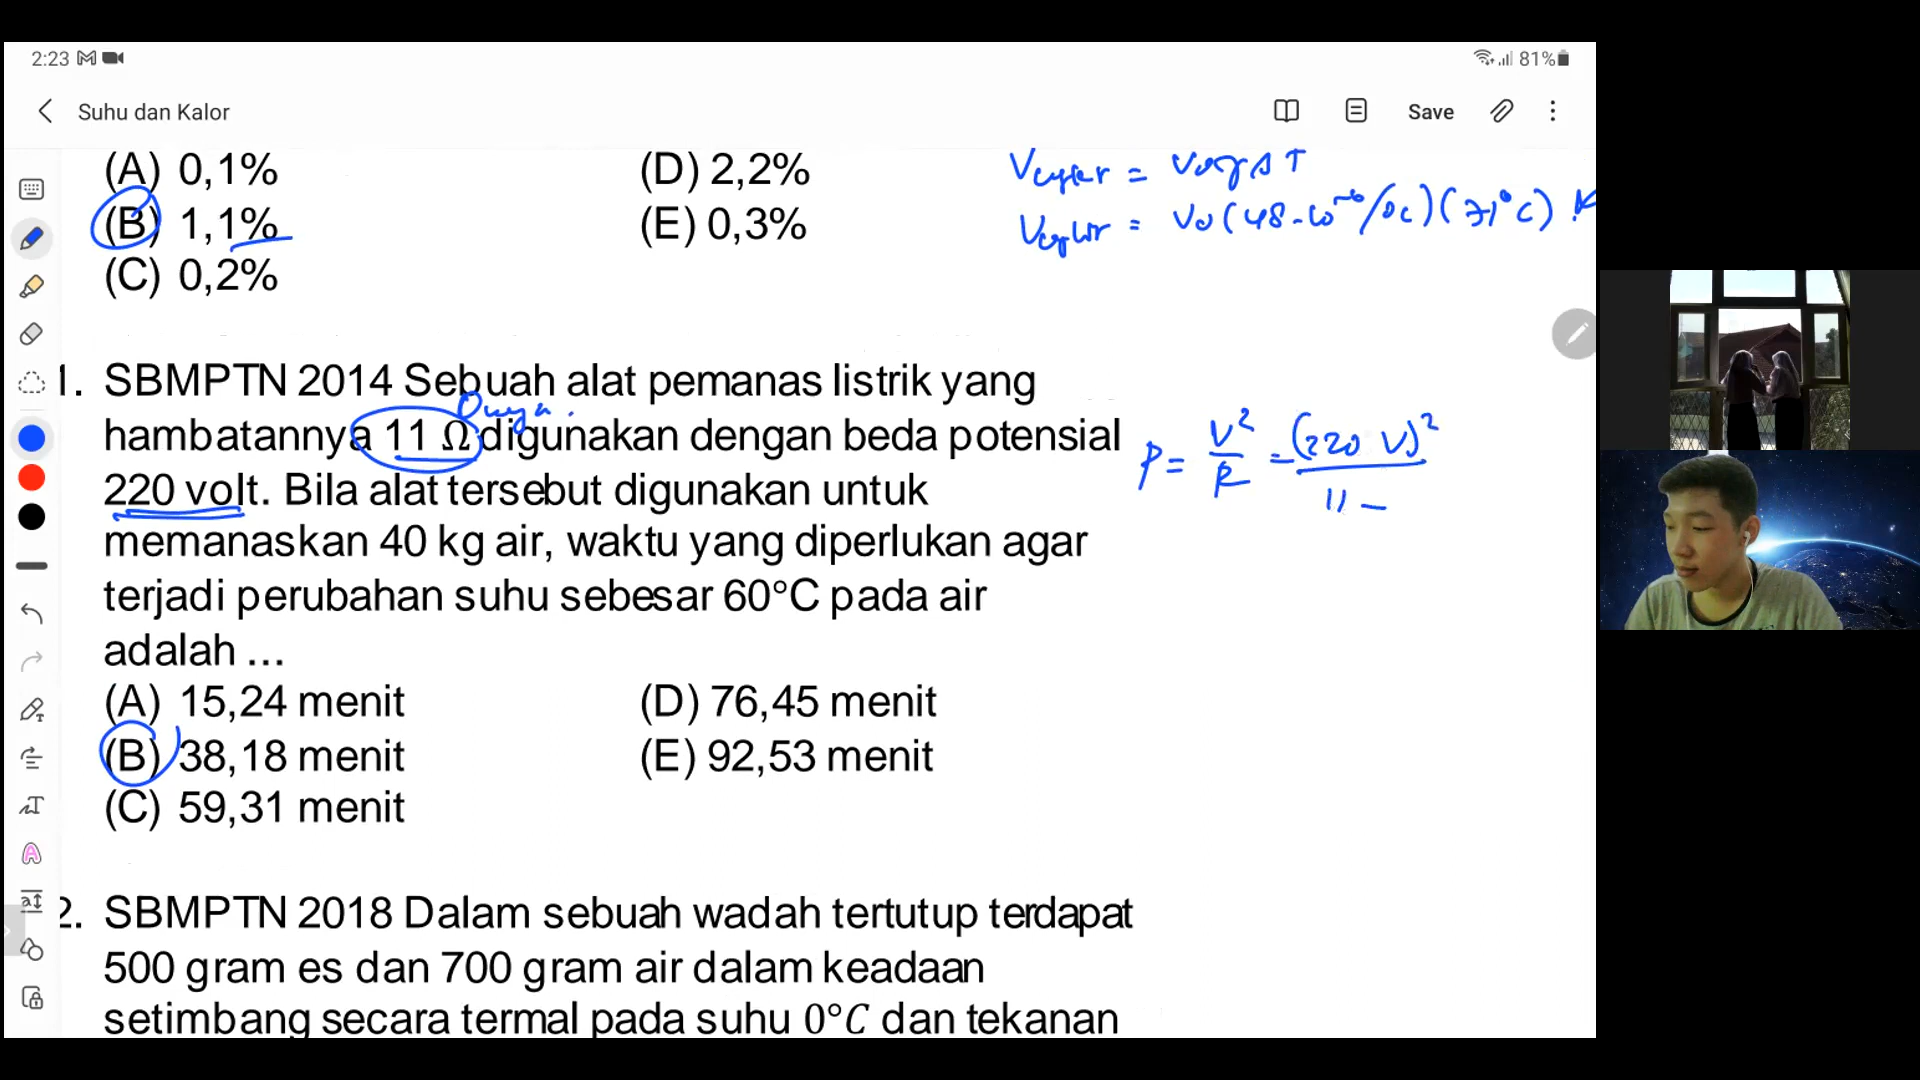 2:23
81%
Suhu dan Kalor
Save
(A) 0,1%
(D) 2,2%
(B) 1,1%
(E) 0,3%
(C) 0,2%
1. SBMPTN 2014 Sebuah alat pemanas listrik yang
hambatannya 11 Ω digunakan dengan beda potensial
220 volt. Bila alat tersebut digunakan untuk
memanaskan 40 kg air, waktu yang diperlukan agar
terjadi perubahan suhu sebesar 60°C pada air
adalah ...
(A) 15,24 menit
(D) 76,45 menit
(B) 38,18 menit
(E) 92,53 menit
(C) 59,31 menit
P = V²/R = (220 V)²/11
2. SBMPTN 2018 Dalam sebuah wadah tertutup terdapat
500 gram es dan 700 gram air dalam keadaan
setimbang secara termal pada suhu 0°C dan tekanan